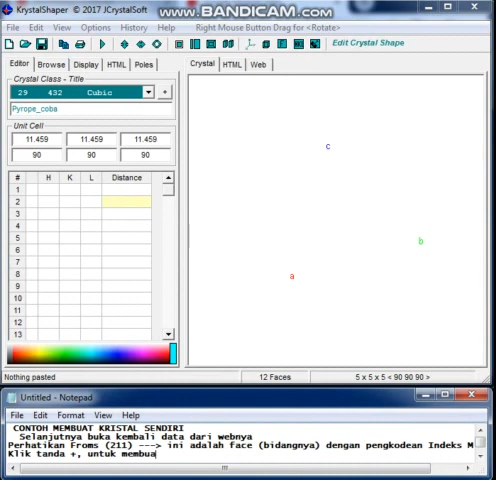 KrystalShaper © 2017 JCrystalSoft
www.BANDICAM.com
File Edit View Options History Help Right Mouse Button Drag for <Rotate>
Edit Crystal Shape
Editor Browse Display HTML Poles
Crystal HTML Web
Crystal Class - Title
29 432 Cubic
Pyrope_coba
Unit Cell
11.459 11.459 11.459
90 90 90
# H K L Distance
1
2
3
4
5
6
7
8
9
10
11
12
13
c
b
a
Nothing pasted 12 Faces 5 x 5 x 5 < 90 90 90 >
Untitled - Notepad
File Edit Format View Help
CONTOH MEMBUAT KRISTAL SENDIRI
Selanjutnya buka kembali data dari webnya
Perhatikan Froms (211) ---> ini adalah face (bidangnya) dengan pengkodean Indeks M
Klik tanda +, untuk membua